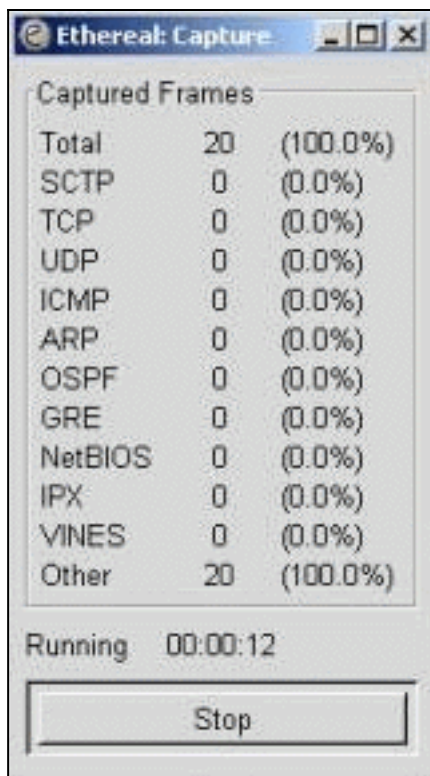 Ethereal: Capture
Captured Frames
Total 20 (100.0%)
SCTP 0 (0.0%)
TCP 0 (0.0%)
UDP 0 (0.0%)
ICMP 0 (0.0%)
ARP 0 (0.0%)
OSPF 0 (0.0%)
GRE 0 (0.0%)
NetBIOS 0 (0.0%)
IPX 0 (0.0%)
VINES 0 (0.0%)
Other 20 (100.0%)
Running 00:00:12
Stop